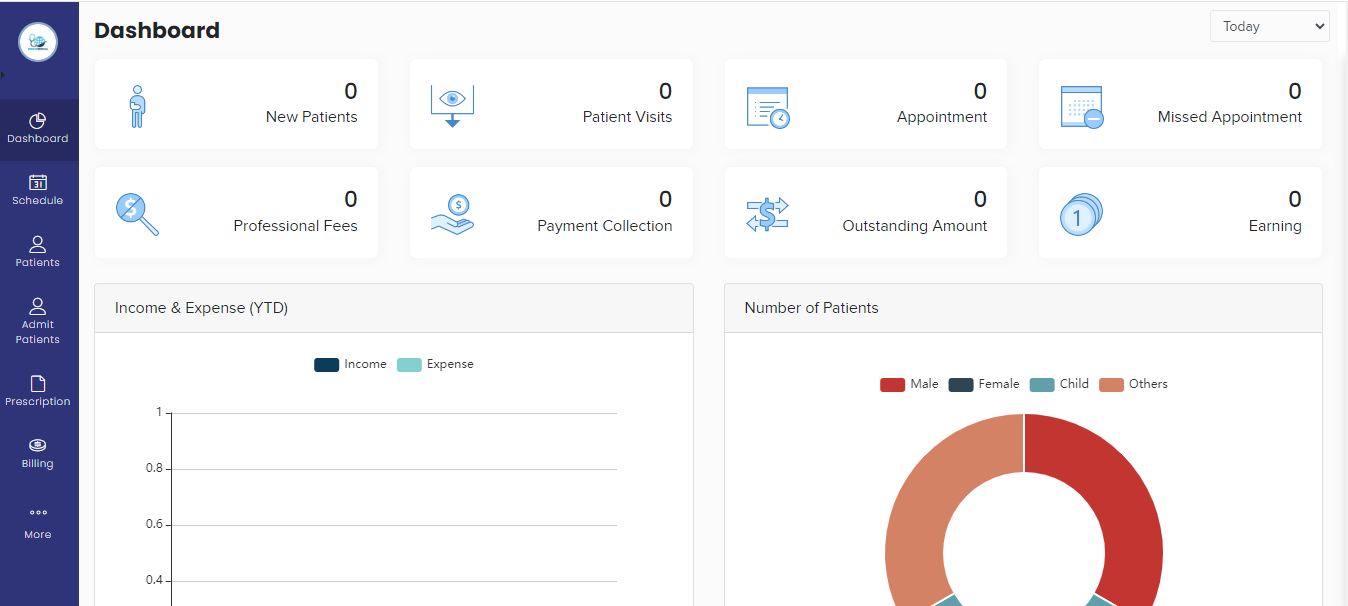 Dashboard
Today
0
New Patients
0
Patient Visits
0
Appointment
0
Missed Appointment
0
Professional Fees
0
Payment Collection
0
Outstanding Amount
0
Earning
Dashboard
31
Schedule
Patients
Admit
Patients
Prescription
Billing
More
Income & Expense (YTD)
Income Expense
1
0.8
0.6
0.4
Number of Patients
Male Female Child Others